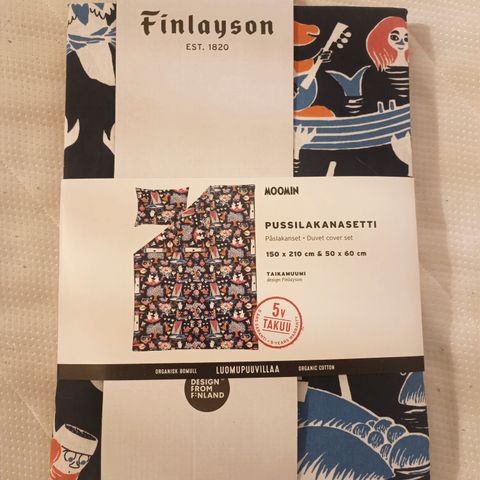 Finlayson
EST. 1820
MOOMIN
PUSSILAKANASETTI
Påslakanset • Duvet cover set
150 x 210 cm & 50 x 60 cm
TAIKAMUUMI
design Finlayson
5v
TAKUU
ORGANISK BOMULL LUOMUPUUVILLAA ORGANIC COTTON
DESIGN
FROM
FINLAND